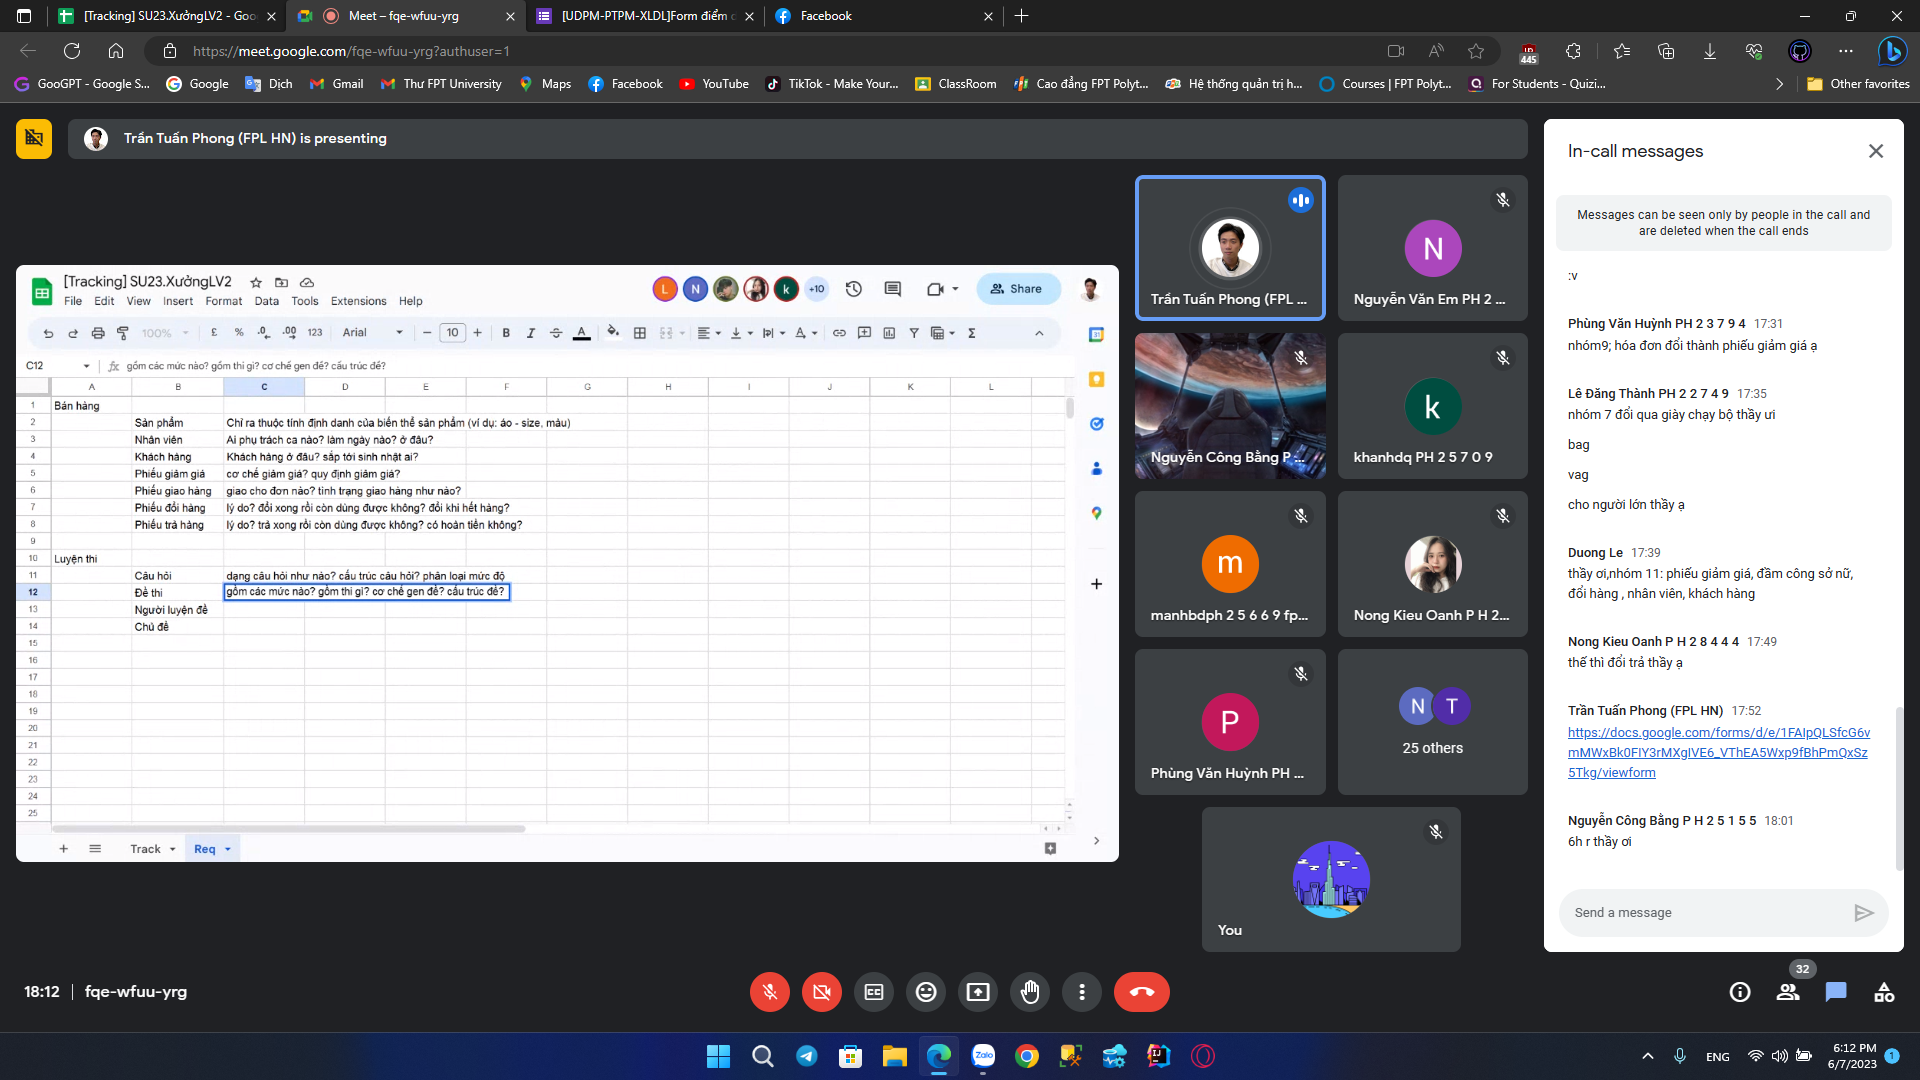 [Tracking] SU23.XưởngLV2 - Goo
Meet – fqe-wfuu-yrg
[UDPM-PTPM-XLDL]Form điểm c
Facebook
https://meet.google.com/fqe-wfuu-yrg?authuser=1
445
GooGPT - Google S...
Google
Dịch
Gmail
Thư FPT University
Maps
Facebook
YouTube
TikTok - Make Your...
ClassRoom
Cao đẳng FPT Polyt...
Hệ thống quản trị h...
Courses | FPT Polyt...
For Students - Quizi...
Other favorites
Trần Tuấn Phong (FPL HN) is presenting
[Tracking] SU23.XưởngLV2
File Edit View Insert Format Data Tools Extensions Help
L N k +10
Share
100% £ % .0 .00 123 Arial 10 B I S A
C12 fx gồm các mức nào? gồm thi gì? cơ chế gen đề? cấu trúc đề?
A B C D E F G H I J K L
1 Bán hàng
2 Sản phẩm Chỉ ra thuộc tính định danh của biến thể sản phẩm (ví dụ: áo - size, màu)
3 Nhân viên Ai phụ trách ca nào? làm ngày nào? ở đâu?
4 Khách hàng Khách hàng ở đâu? sắp tới sinh nhật ai?
5 Phiếu giảm giá cơ chế giảm giá? quy định giảm giá?
6 Phiếu giao hàng giao cho đơn nào? tình trạng giao hàng như nào?
7 Phiếu đổi hàng lý do? đổi xong rồi còn dùng được không? đổi khi hết hàng?
8 Phiếu trả hàng lý do? trả xong rồi còn dùng được không? có hoàn tiền không?
9
10 Luyện thi
11 Câu hỏi dạng câu hỏi như nào? cấu trúc câu hỏi? phân loại mức độ
12 Đề thi gồm các mức nào? gồm thi gì? cơ chế gen đề? cấu trúc đề?
13 Người luyện đề
14 Chủ đề
15
16
17
18
19
20
21
22
23
24
25
Track
Req
Trần Tuấn Phong (FPL ...
N
Nguyễn Văn Em PH 2 ...
Nguyễn Công Bằng P ...
k
khanhdq PH 2 5 7 0 9
m
manhbdph 2 5 6 6 9 fp...
Nong Kieu Oanh P H 2...
P
Phùng Văn Huỳnh PH ...
N T
25 others
You
In-call messages
Messages can be seen only by people in the call and
are deleted when the call ends
:v
Phùng Văn Huỳnh PH 2 3 7 9 4 17:31
nhóm9; hóa đơn đổi thành phiếu giảm giá ạ
Lê Đăng Thành PH 2 2 7 4 9 17:35
nhóm 7 đổi qua giày chạy bộ thầy ưi
bag
vag
cho người lớn thầy ạ
Duong Le 17:39
thầy ơi,nhóm 11: phiếu giảm giá, đầm công sở nữ,
đổi hàng , nhân viên, khách hàng
Nong Kieu Oanh P H 2 8 4 4 4 17:49
thế thì đổi trả thầy ạ
Trần Tuấn Phong (FPL HN) 17:52
https://docs.google.com/forms/d/e/1FAIpQLSfcG6v
mMWxBk0FIY3rMXgIVE6_VThEA5Wxp9fBhPmQxSz
5Tkg/viewform
Nguyễn Công Bằng P H 2 5 1 5 5 18:01
6h r thầy ơi
Send a message
18:12 | fqe-wfuu-yrg
32
Zalo
ENG
6:12 PM
6/7/2023
1